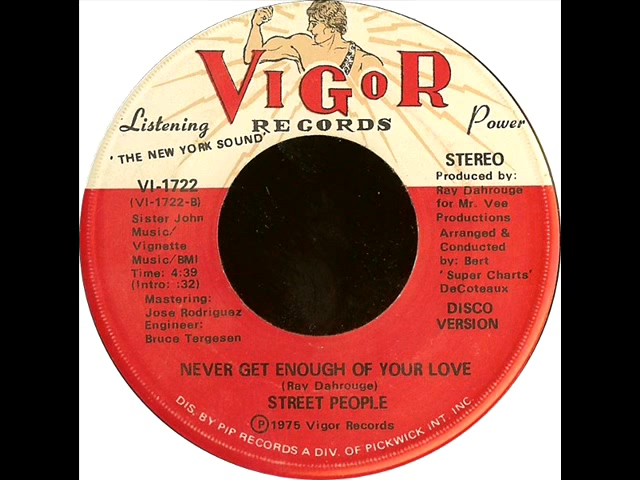 VIGOR
RECORDS
Listening
Power
'THE NEW YORK SOUND'
VI-1722
(VI-1722-B)
Sister John
Music/
Vignette
Music/BMI
Time: 4:39
(Intro: :32)
Mastering:
Jose Rodriguez
Engineer:
Bruce Tergesen
STEREO
Produced by:
Ray Dahrouge
for Mr. Vee
Productions
Arranged &
Conducted
by: Bert
'Super Charts'
DeCoteaux
DISCO
VERSION
NEVER GET ENOUGH OF YOUR LOVE
(Ray Dahrouge)
STREET PEOPLE
Ⓟ1975 Vigor Records
DIS. BY PIP RECORDS A DIV. OF PICKWICK INT. INC.